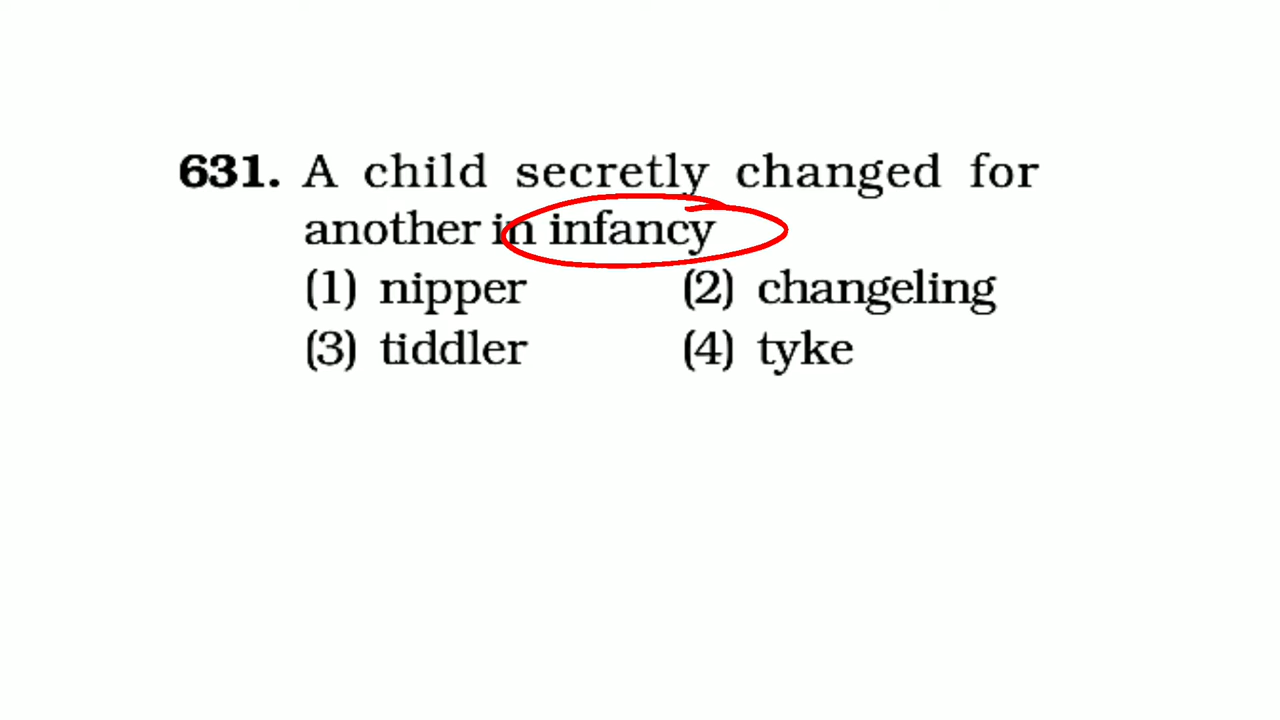 631. A child secretly changed for
another in infancy
(1) nipper (2) changeling
(3) tiddler (4) tyke